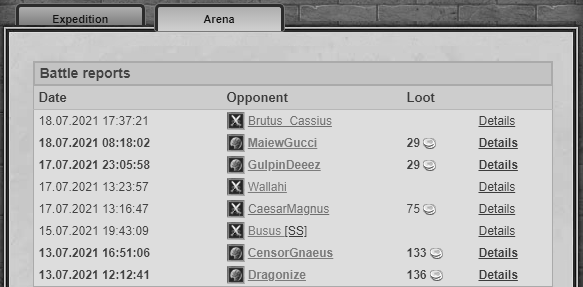 Expedition Arena
Battle reports
Date Opponent Loot
18.07.2021 17:37:21 Brutus_Cassius Details
18.07.2021 08:18:02 MaiewGucci 29 Details
17.07.2021 23:05:58 GulpinDeeez 29 Details
17.07.2021 13:23:57 Wallahi Details
17.07.2021 13:16:47 CaesarMagnus 75 Details
15.07.2021 19:43:09 Busus [SS] Details
13.07.2021 16:51:06 CensorGnaeus 133 Details
13.07.2021 12:12:41 Dragonize 136 Details